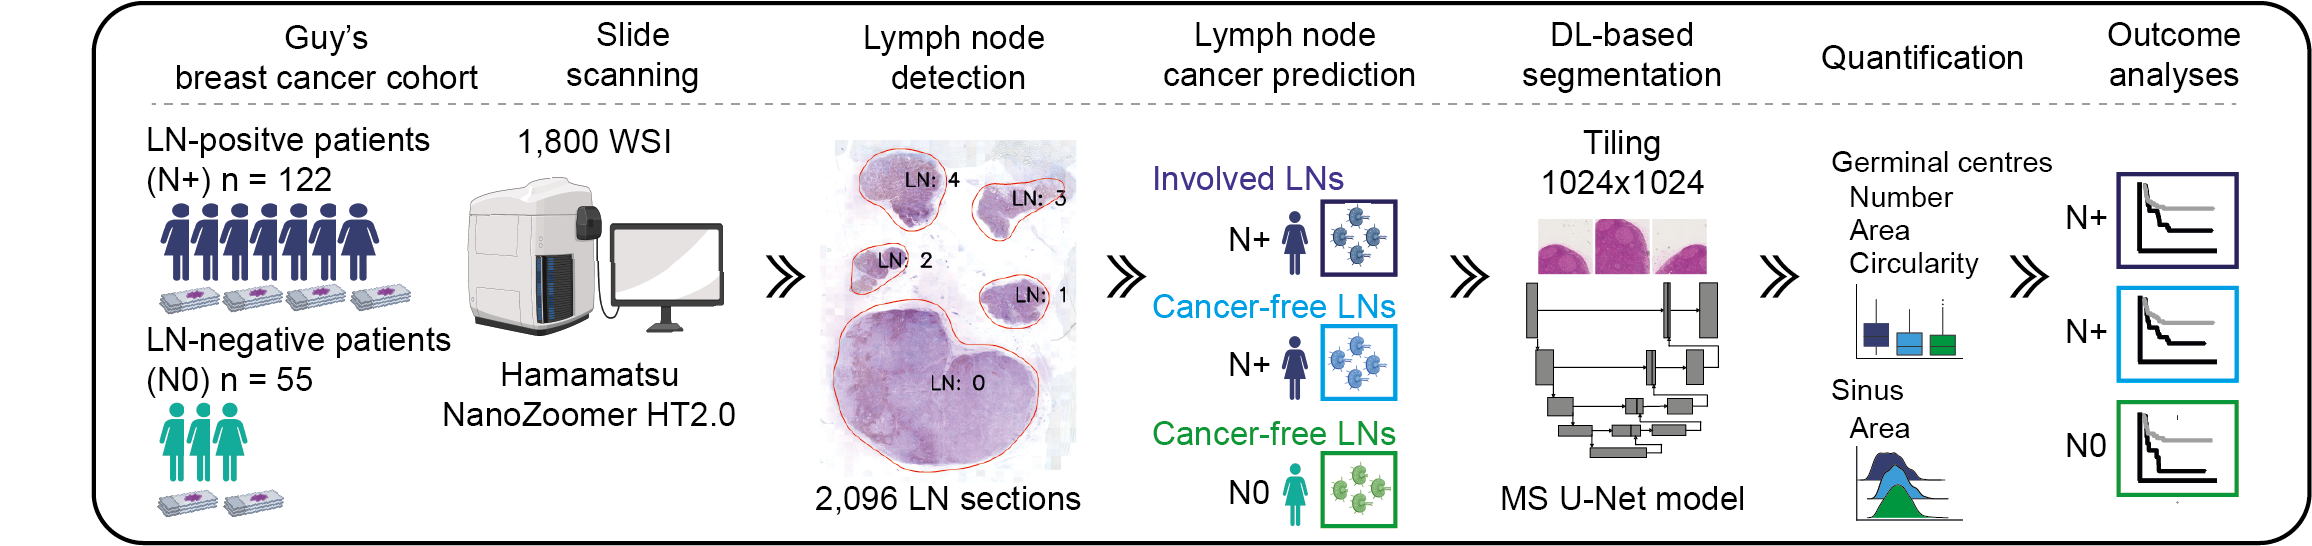 Guy’s
breast cancer cohort
Slide
scanning
Lymph node
detection
Lymph node
cancer prediction
DL-based
segmentation
Quantification
Outcome
analyses
LN-positve patients
(N+) n = 122
LN-negative patients
(N0) n = 55
1,800 WSI
Hamamatsu
NanoZoomer HT2.0
LN: 4
LN: 3
LN: 2
LN: 1
LN: 0
2,096 LN sections
Involved LNs
N+
Cancer-free LNs
N+
Cancer-free LNs
N0
Tiling
1024x1024
MS U-Net model
Germinal centres
Number
Area
Circularity
Sinus
Area
N+
N+
N0